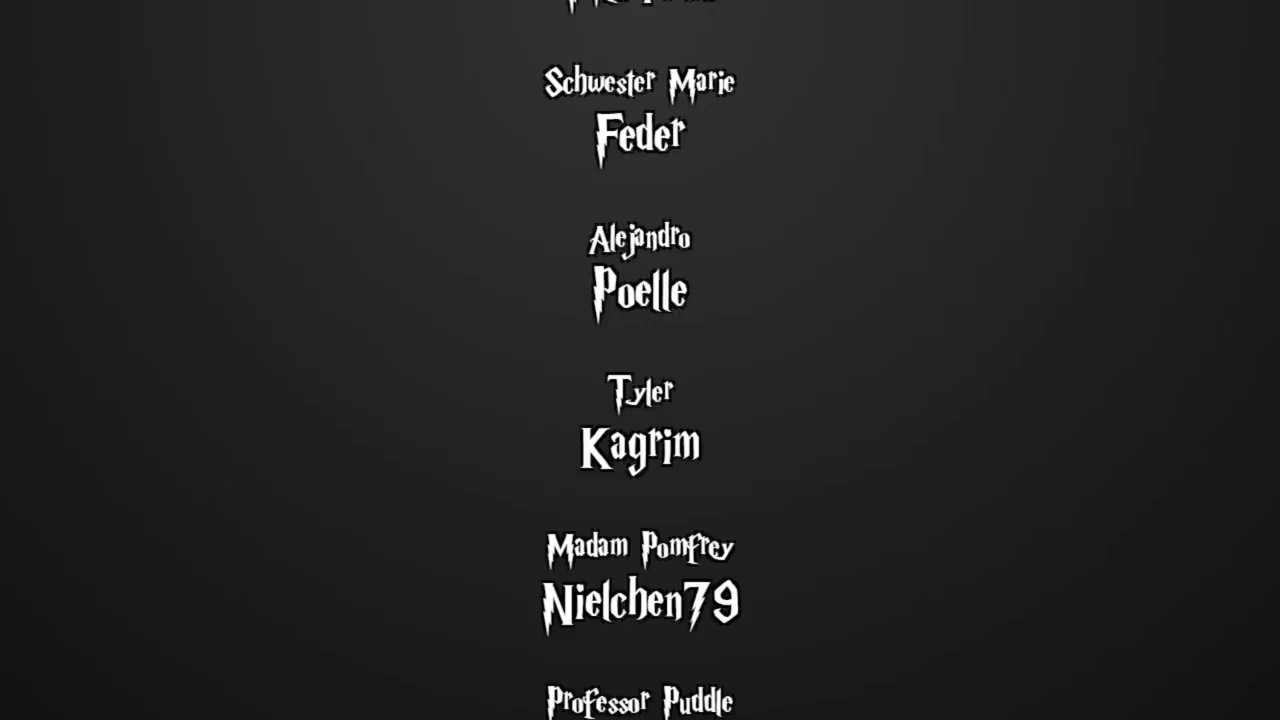 Schwester Marie
Feder
Alejandro
Poelle
Tyler
Kagrim
Madam Pomfrey
Nielchen79
Professor Puddle